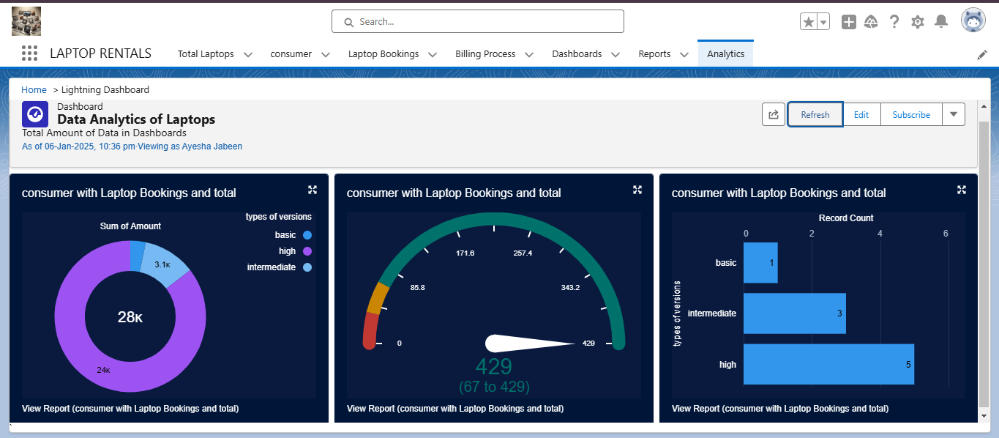 Search...
LAPTOP RENTALS
Total Laptops
consumer
Laptop Bookings
Billing Process
Dashboards
Reports
Analytics
Home > Lightning Dashboard
Dashboard
Data Analytics of Laptops
Total Amount of Data in Dashboards
As of 06-Jan-2025, 10:36 pm·Viewing as Ayesha Jabeen
Refresh
Edit
Subscribe
consumer with Laptop Bookings and total
Sum of Amount
types of versions
basic
high
intermediate
3.1K
28K
24K
View Report (consumer with Laptop Bookings and total)
consumer with Laptop Bookings and total
0
85.8
171.6
257.4
343.2
429
429
(67 to 429)
View Report (consumer with Laptop Bookings and total)
consumer with Laptop Bookings and total
Record Count
0
2
4
6
types of versions
basic
1
intermediate
3
high
5
View Report (consumer with Laptop Bookings and total)